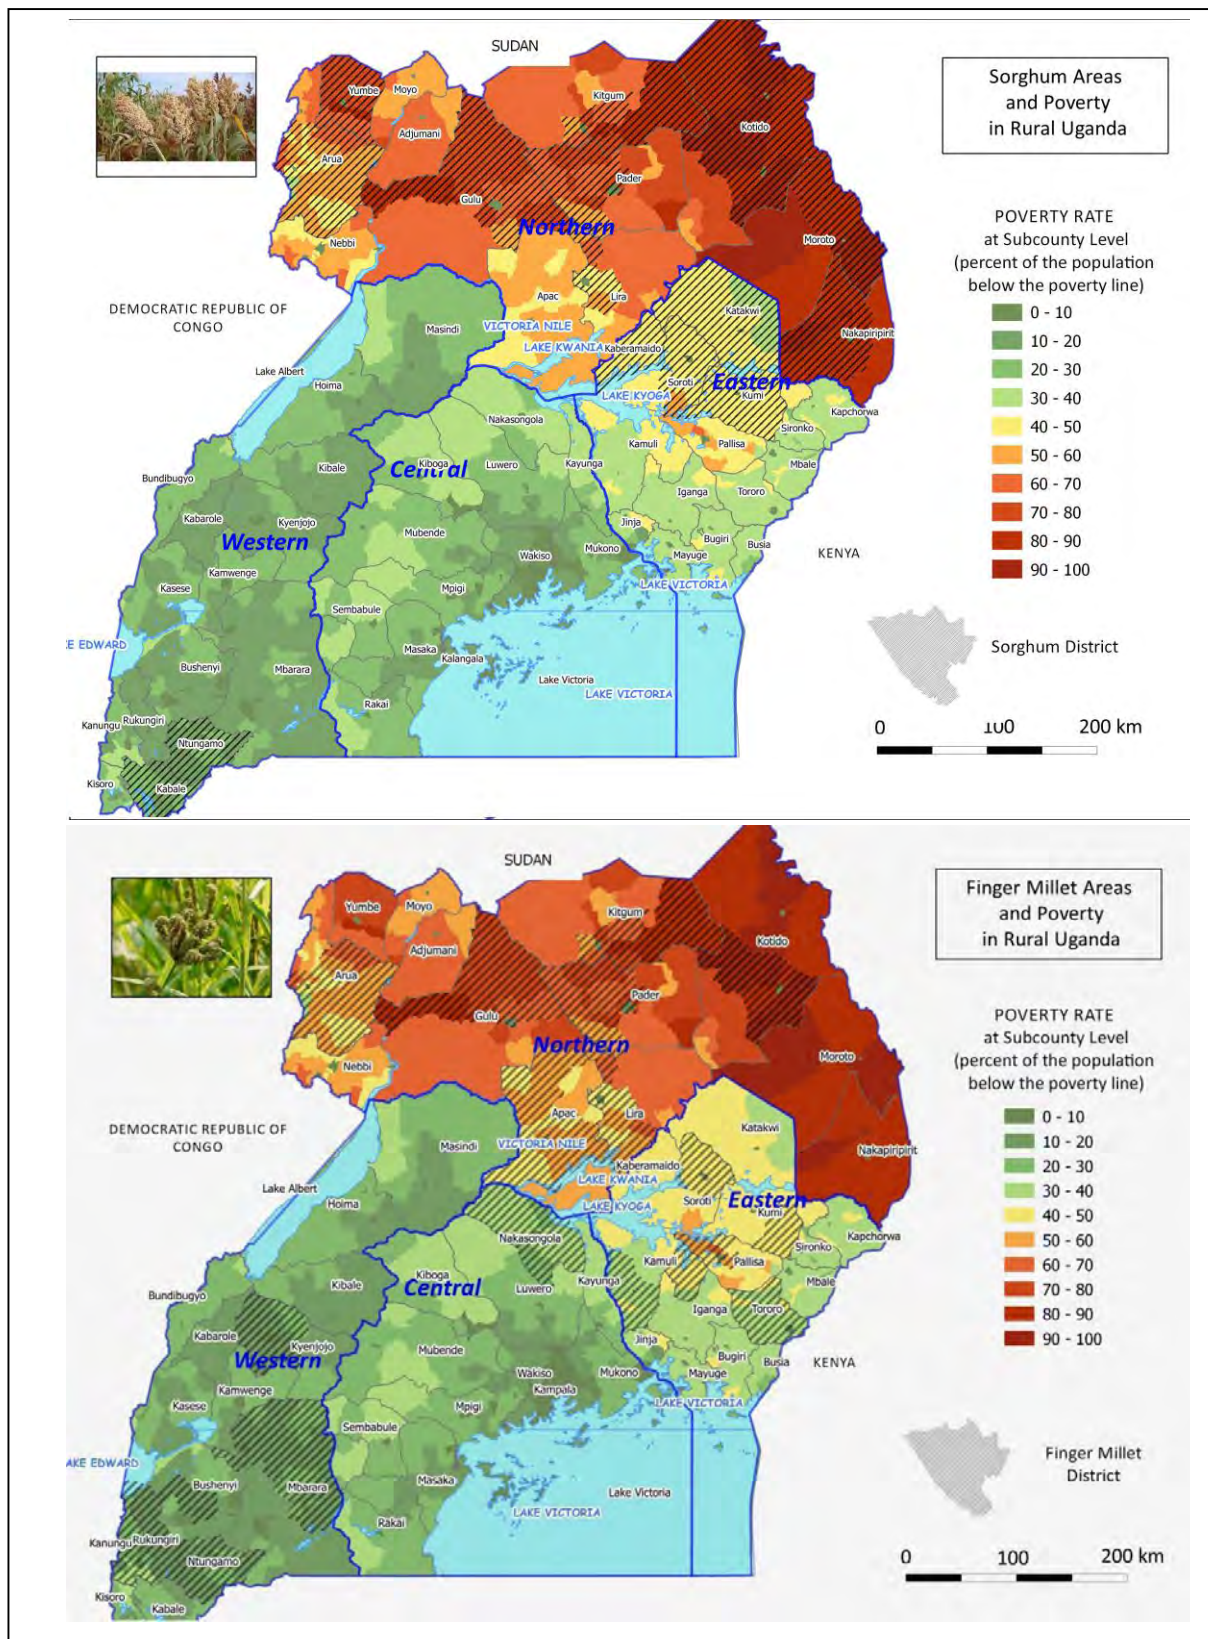 SUDAN
Sorghum Areas
and Poverty
in Rural Uganda
Yumbe
Moyo
Kitgum
Adjumani
Kotido
Arua
Pader
Gulu
Northern
Nebbi
Moroto
POVERTY RATE
at Subcounty Level
(percent of the population
below the poverty line)
DEMOCRATIC REPUBLIC OF
CONGO
Apac
Lira
Katakwi
Masindi
VICTORIA NILE
LAKE KWANIA
Kaberamaido
Nakapiripirit
Lake Albert
Hoima
Soroti
Eastern
LAKE KYOGA
Kumi
Kapchorwa
Nakasongola
Sironko
Kamuli
Pallisa
Kibale
Kiboga
Central
Luwero
Kayunga
Mbale
Bundibugyo
Iganga
Tororo
Kabarole
Kyenjojo
Jinja
Mubende
Western
Wakiso
Mukono
Bugiri
Busia
Mayuge
KENYA
Kamwenge
Kasese
Mpigi
LAKE VICTORIA
Sembabule
KE EDWARD
Masaka
Kalangala
Bushenyi
Mbarara
Lake Victoria
LAKE VICTORIA
Rakai
Kanungu
Rukungiri
Ntungamo
Kisoro
Kabale
0 - 10
10 - 20
20 - 30
30 - 40
40 - 50
50 - 60
60 - 70
70 - 80
80 - 90
90 - 100
Sorghum District
0 100 200 km
SUDAN
Finger Millet Areas
and Poverty
in Rural Uganda
Yumbe
Moyo
Kitgum
Adjumani
Kotido
Arua
Pader
Gulu
Northern
Nebbi
Moroto
POVERTY RATE
at Subcounty Level
(percent of the population
below the poverty line)
DEMOCRATIC REPUBLIC OF
CONGO
Apac
Lira
Katakwi
Masindi
VICTORIA NILE
Nakapiripirit
Kaberamaido
LAKE KWANIA
Lake Albert
Hoima
Soroti
Eastern
LAKE KYOGA
Kumi
Kapchorwa
Nakasongola
Sironko
Kamuli
Pallisa
Kibale
Kiboga
Central
Luwero
Kayunga
Mbale
Bundibugyo
Iganga
Tororo
Kabarole
Kyenjojo
Jinja
Mubende
Western
Bugiri
Busia
KENYA
Wakiso
Mukono
Mayuge
Kamwenge
Kampala
Kasese
Mpigi
LAKE VICTORIA
Sembabule
AKE EDWARD
Masaka
Bushenyi
Mbarara
Lake Victoria
LAKE VICTORIA
Rakai
Kanungu
Rukungiri
Ntungamo
Kisoro
Kabale
0 - 10
10 - 20
20 - 30
30 - 40
40 - 50
50 - 60
60 - 70
70 - 80
80 - 90
90 - 100
Finger Millet
District
0 100 200 km